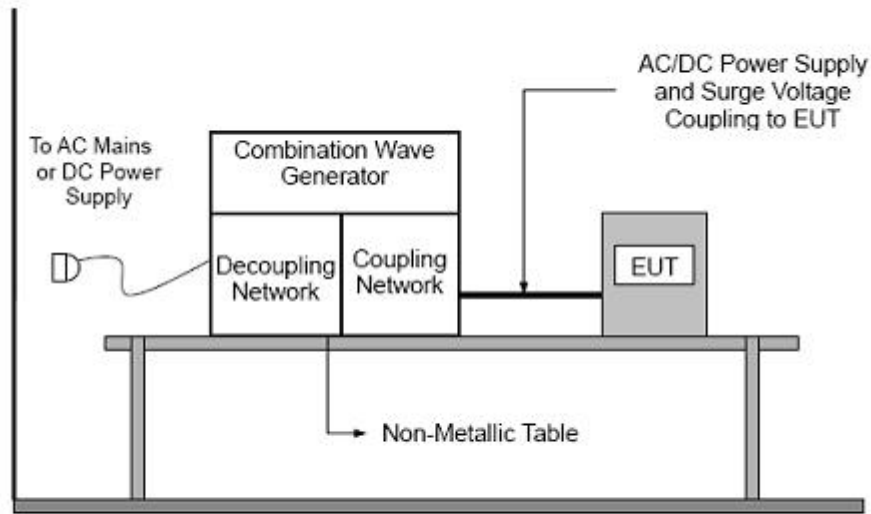 AC/DC Power Supply
and Surge Voltage
Coupling to EUT
To AC Mains
or DC Power
Supply
Combination Wave
Generator
Decoupling
Network
Coupling
Network
EUT
Non-Metallic Table